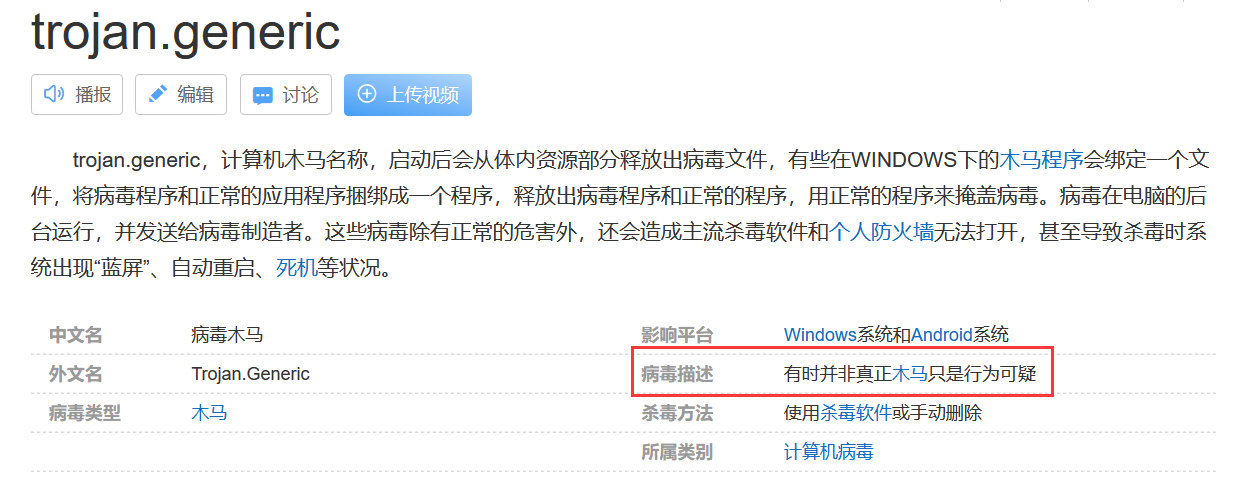 trojan.generic
播报 编辑 讨论 上传视频
trojan.generic，计算机木马名称，启动后会从体内资源部分释放出病毒文件，有些在WINDOWS下的木马程序会绑定一个文
件，将病毒程序和正常的应用程序捆绑成一个程序，释放出病毒程序和正常的程序，用正常的程序来掩盖病毒。病毒在电脑的后
台运行，并发送给病毒制造者。这些病毒除有正常的危害外，还会造成主流杀毒软件和个人防火墙无法打开，甚至导致杀毒时系
统出现“蓝屏”、自动重启、死机等状况。
中文名 病毒木马 影响平台 Windows系统和Android系统
外文名 Trojan.Generic 病毒描述 有时并非真正木马只是行为可疑
病毒类型 木马 杀毒方法 使用杀毒软件或手动删除
所属类别 计算机病毒